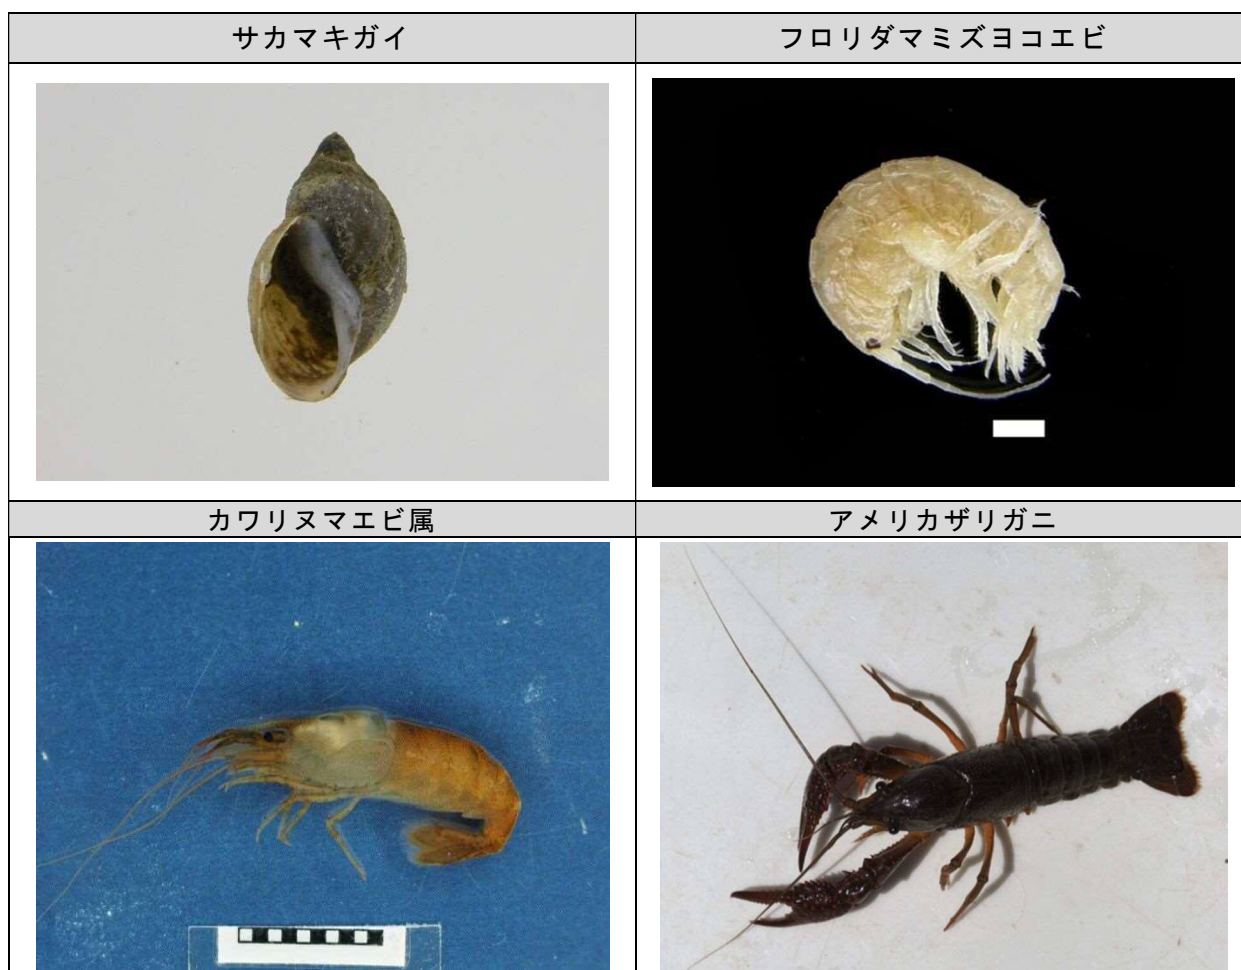 サカマキガイ
フロリダマミズヨコエビ
カワリヌマエビ属
アメリカザリガニ